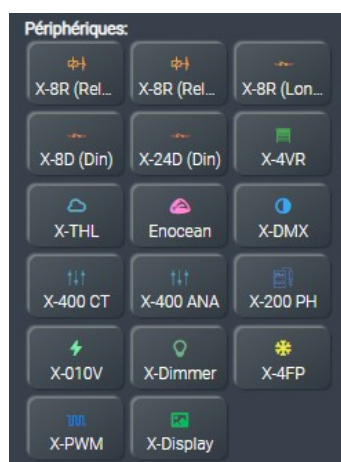 Périphériques:
X-8R (Rel...
X-8R (Rel...
X-8R (Lon...
X-8D (Din)
X-24D (Din)
X-4VR
X-THL
Enocean
X-DMX
X-400 CT
X-400 ANA
X-200 PH
X-010V
X-Dimmer
X-4FP
X-PWM
X-Display